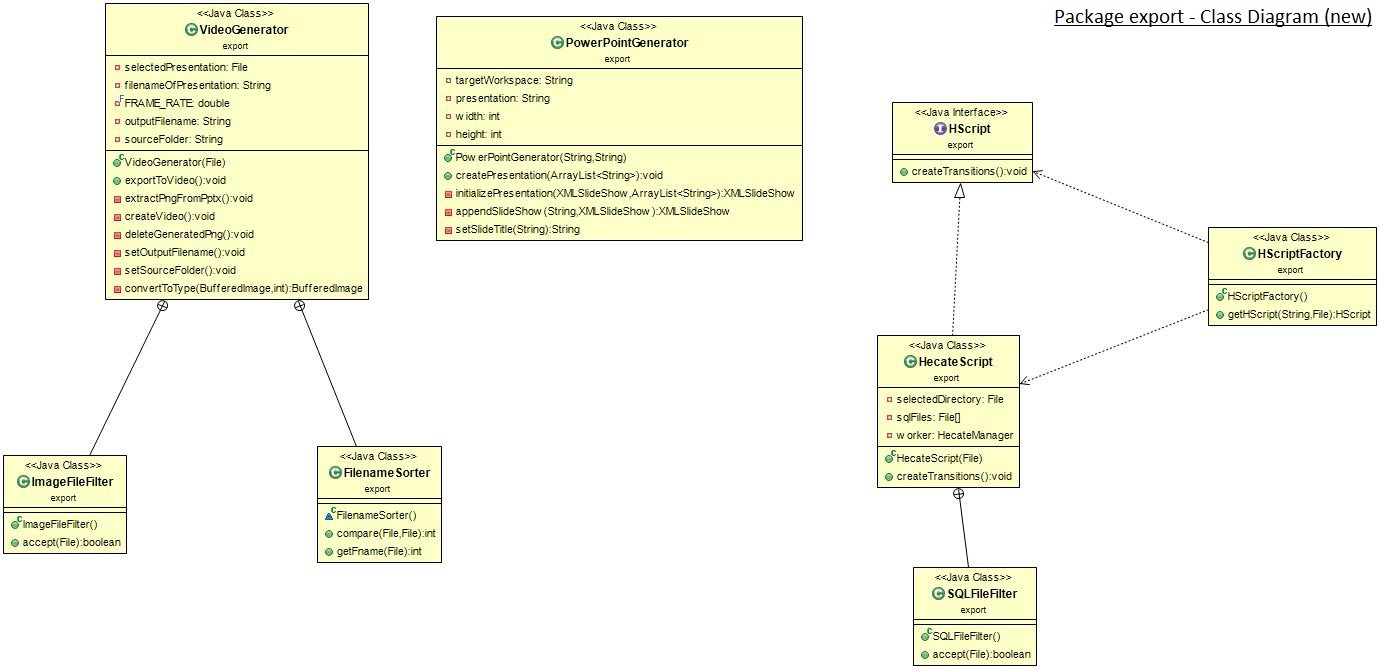 Package export - Class Diagram (new)
<<Java Class>>
VideoGenerator
export
selectedPresentation: File
filenameOfPresentation: String
FRAME_RATE: double
outputFilename: String
sourceFolder: String
VideoGenerator(File)
exportToVideo():void
extractPngFromPptx():void
createVideo():void
deleteGeneratedPng():void
setOutputFilename():void
setSourceFolder():void
convertToType(BufferedImage,int):BufferedImage
<<Java Class>>
PowerPointGenerator
export
targetWorkspace: String
presentation: String
width: int
height: int
PowerPointGenerator(String,String)
createPresentation(ArrayList<String>):void
initializePresentation(XMLSlideShow,ArrayList<String>):XMLSlideShow
appendSlideShow(String,XMLSlideShow):XMLSlideShow
setSlideTitle(String):String
<<Java Interface>>
HScript
export
createTransitions():void
<<Java Class>>
HScriptFactory
export
HScriptFactory()
getHScript(String,File):HScript
<<Java Class>>
HecateScript
export
selectedDirectory: File
sqlFiles: File[]
worker: HecateManager
HecateScript(File)
createTransitions():void
<<Java Class>>
ImageFileFilter
export
ImageFileFilter()
accept(File):boolean
<<Java Class>>
FilenameSorter
export
FilenameSorter()
compare(File,File):int
getFname(File):int
<<Java Class>>
SQLFileFilter
export
SQLFileFilter()
accept(File):boolean